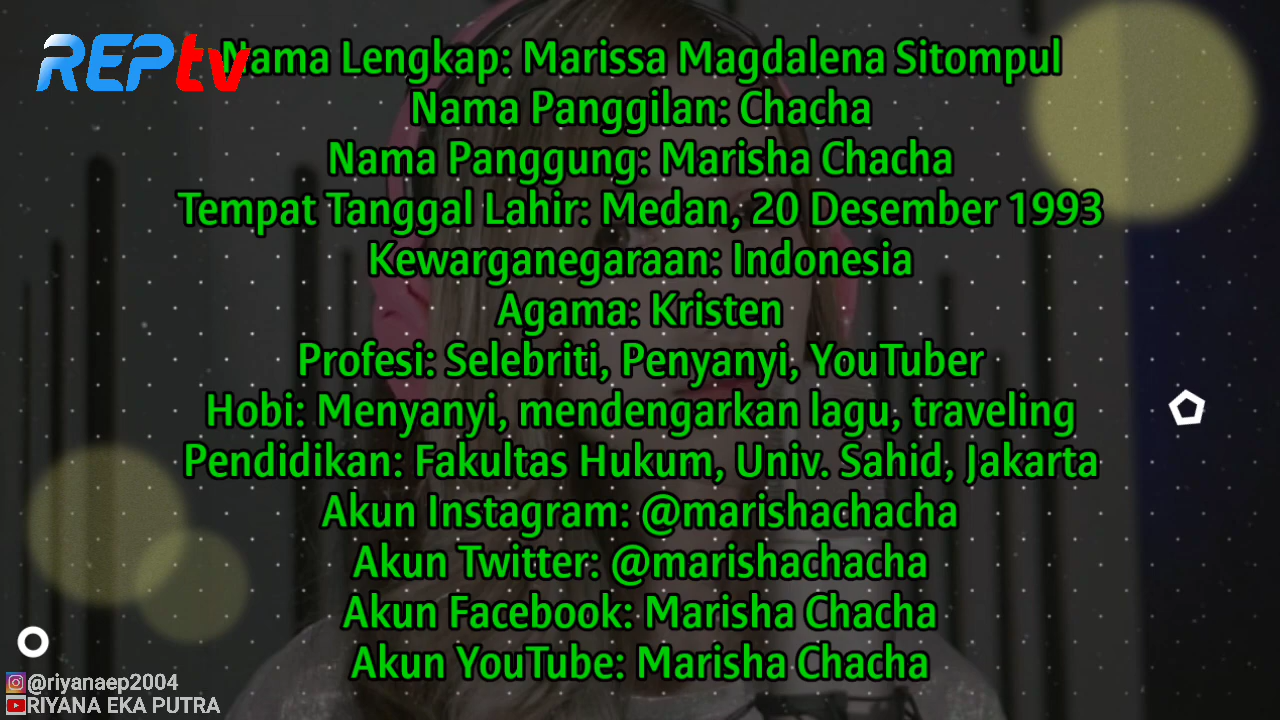 REPtv
Nama Lengkap: Marissa Magdalena Sitompul
Nama Panggilan: Chacha
Nama Panggung: Marisha Chacha
Tempat Tanggal Lahir: Medan, 20 Desember 1993
Kewarganegaraan: Indonesia
Agama: Kristen
Profesi: Selebriti, Penyanyi, YouTuber
Hobi: Menyanyi, mendengarkan lagu, traveling
Pendidikan: Fakultas Hukum, Univ. Sahid, Jakarta
Akun Instagram: @marishachacha
Akun Twitter: @marishachacha
Akun Facebook: Marisha Chacha
Akun YouTube: Marisha Chacha
@riyanaep2004
RIYANA EKA PUTRA